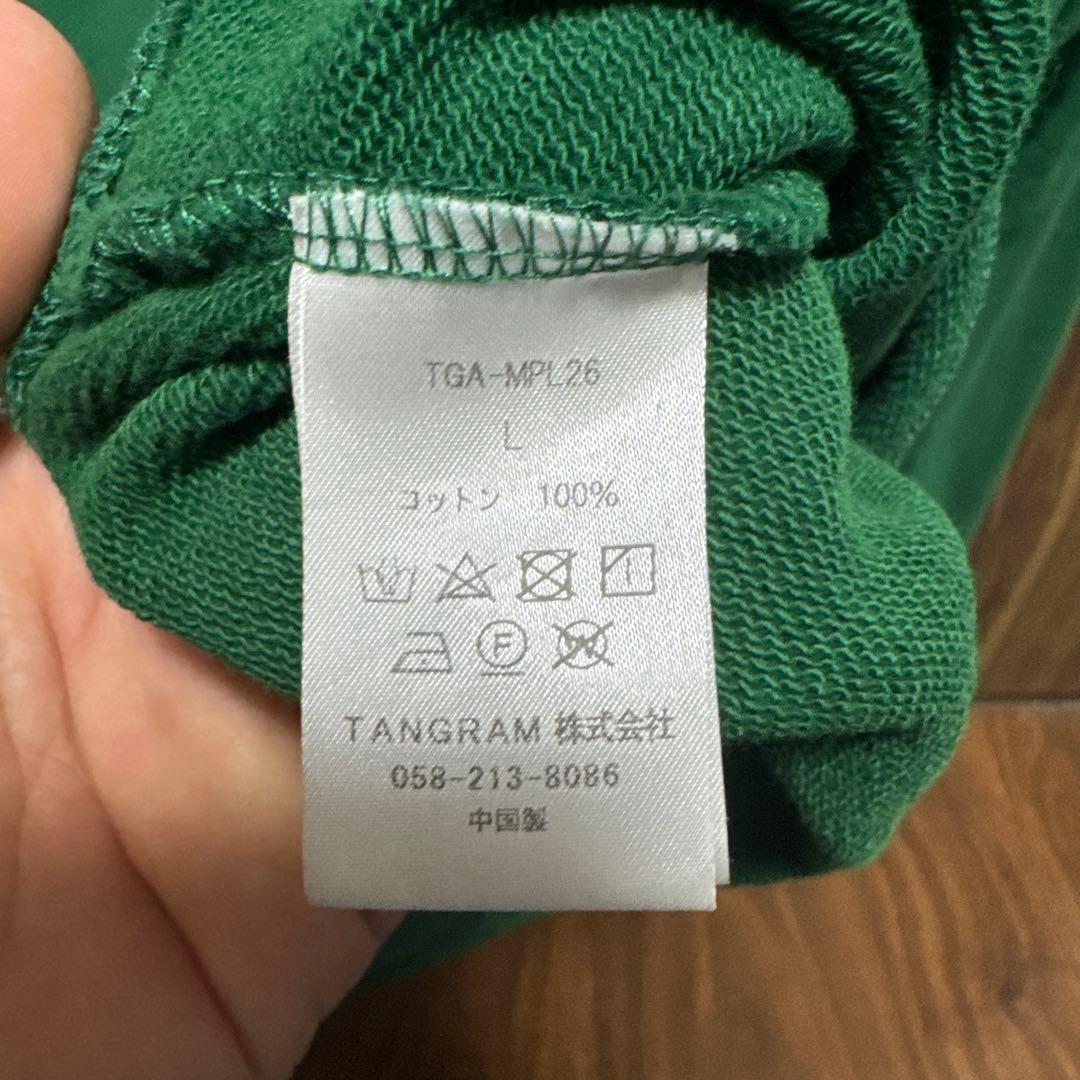 TGA-MPL26
L
コットン 100%
F
W
TANGRAM 株式会社
058-213-8086
中国製